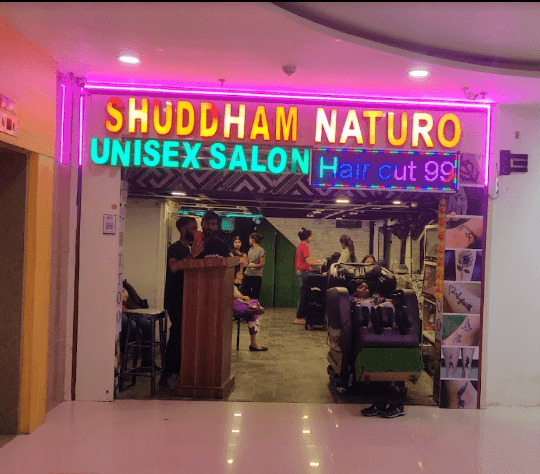 SHUDDHAM NATURO
UNISEX SALON
Hair cut 99